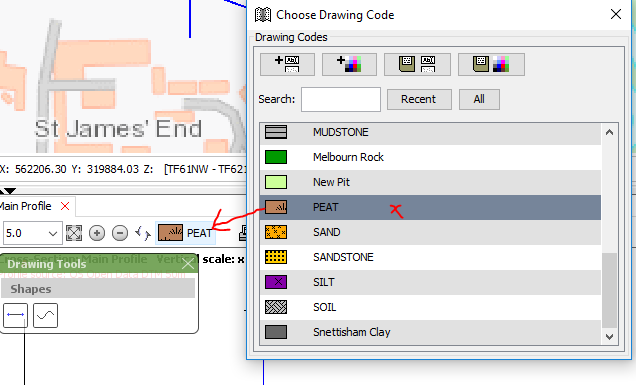 Choose Drawing Code
Drawing Codes
Search:
Recent
All
MUDSTONE
Melbourn Rock
New Pit
PEAT
SAND
SANDSTONE
SILT
SOIL
Snettisham Clay
St James' End
X: 562206.30 Y: 319884.03 Z: [TF61NW - TF621
Main Profile
5.0
PEAT
Main Profile Vertical scale: x
Drawing Tools
Shapes